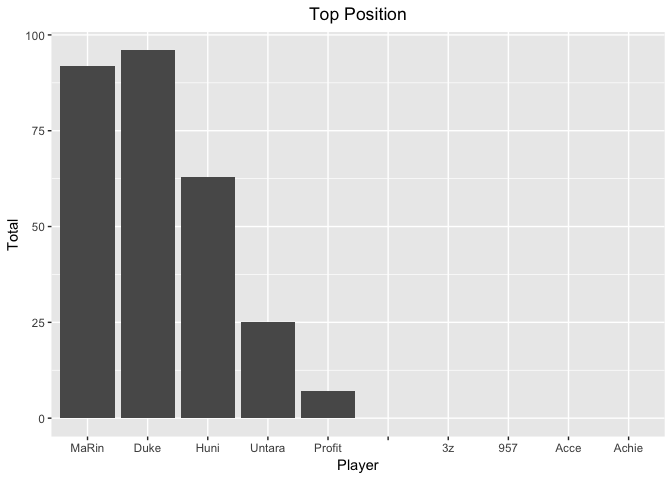 Top Position
100
75
50
25
0
Total
MaRin Duke Huni Untara Profit 3z 957 Acce Achie
Player